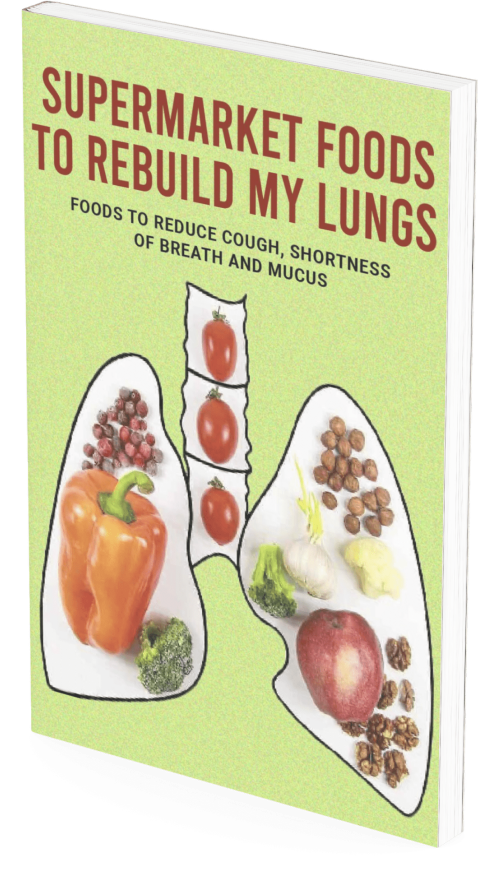 SUPERMARKET FOODS
TO REBUILD MY LUNGS
FOODS TO REDUCE COUGH, SHORTNESS
OF BREATH AND MUCUS